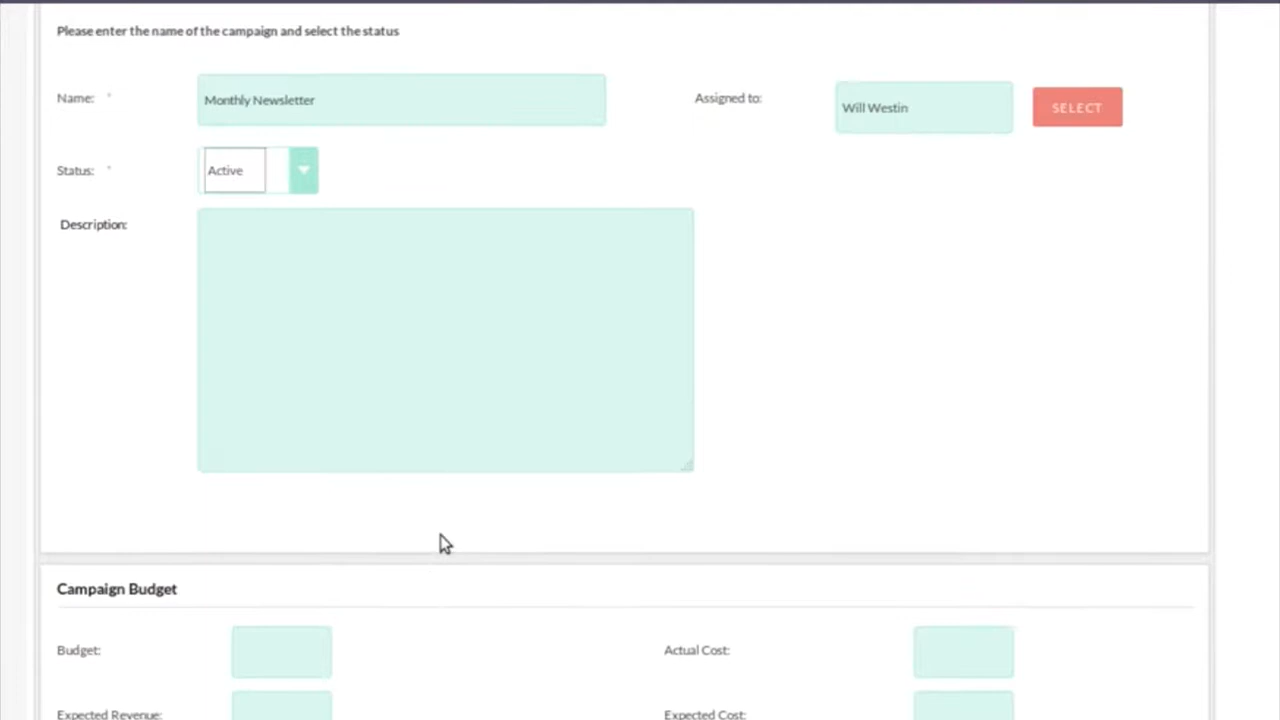 Please enter the name of the campaign and select the status
Name: * Monthly Newsletter Assigned to: Will Westin SELECT
Status: * Active
Description:
Campaign Budget
Budget: Actual Cost:
Expected Revenue: Expected Cost: